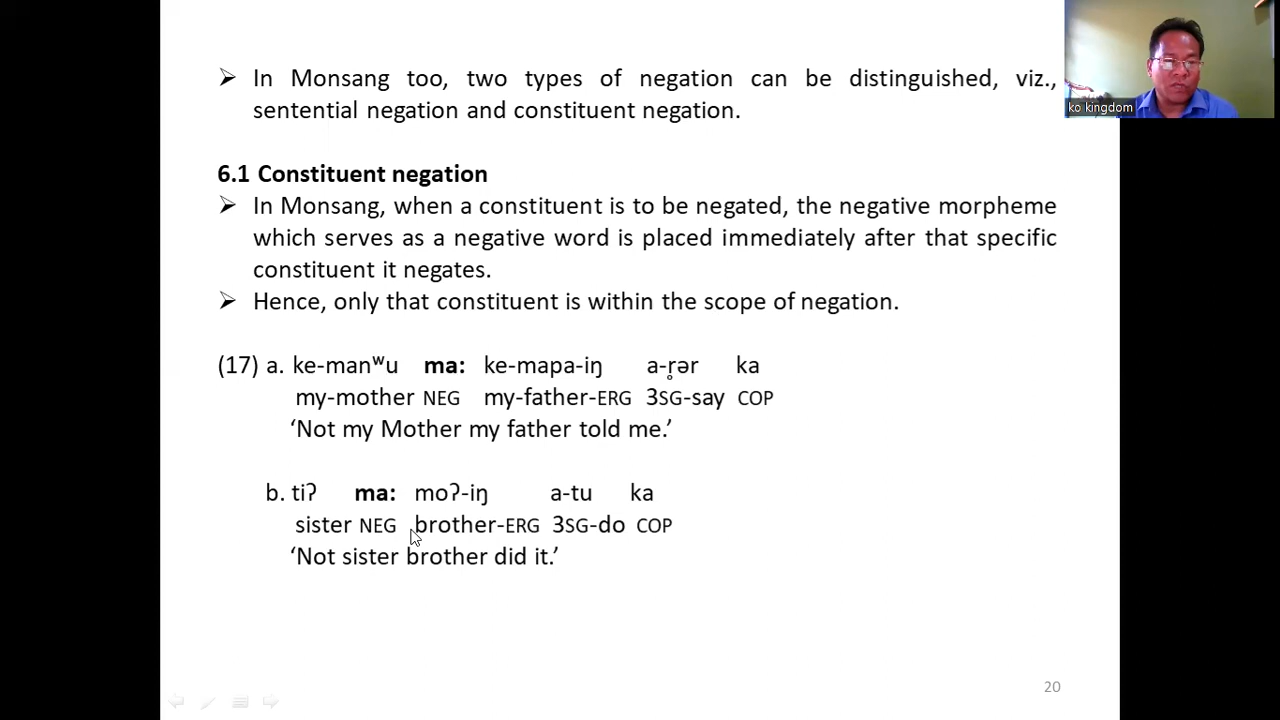 ➢ In Monsang too, two types of negation can be distinguished, viz.,
sentential negation and constituent negation.
ko kingdom
6.1 Constituent negation
➢ In Monsang, when a constituent is to be negated, the negative morpheme
which serves as a negative word is placed immediately after that specific
constituent it negates.
➢ Hence, only that constituent is within the scope of negation.
(17) a. ke-manʷu ma: ke-mapa-iŋ a-r̥ər ka
my-mother NEG my-father-ERG 3SG-say COP
‘Not my Mother my father told me.’
b. tiʔ ma: moʔ-iŋ a-tu ka
sister NEG brother-ERG 3SG-do COP
‘Not sister brother did it.’
20